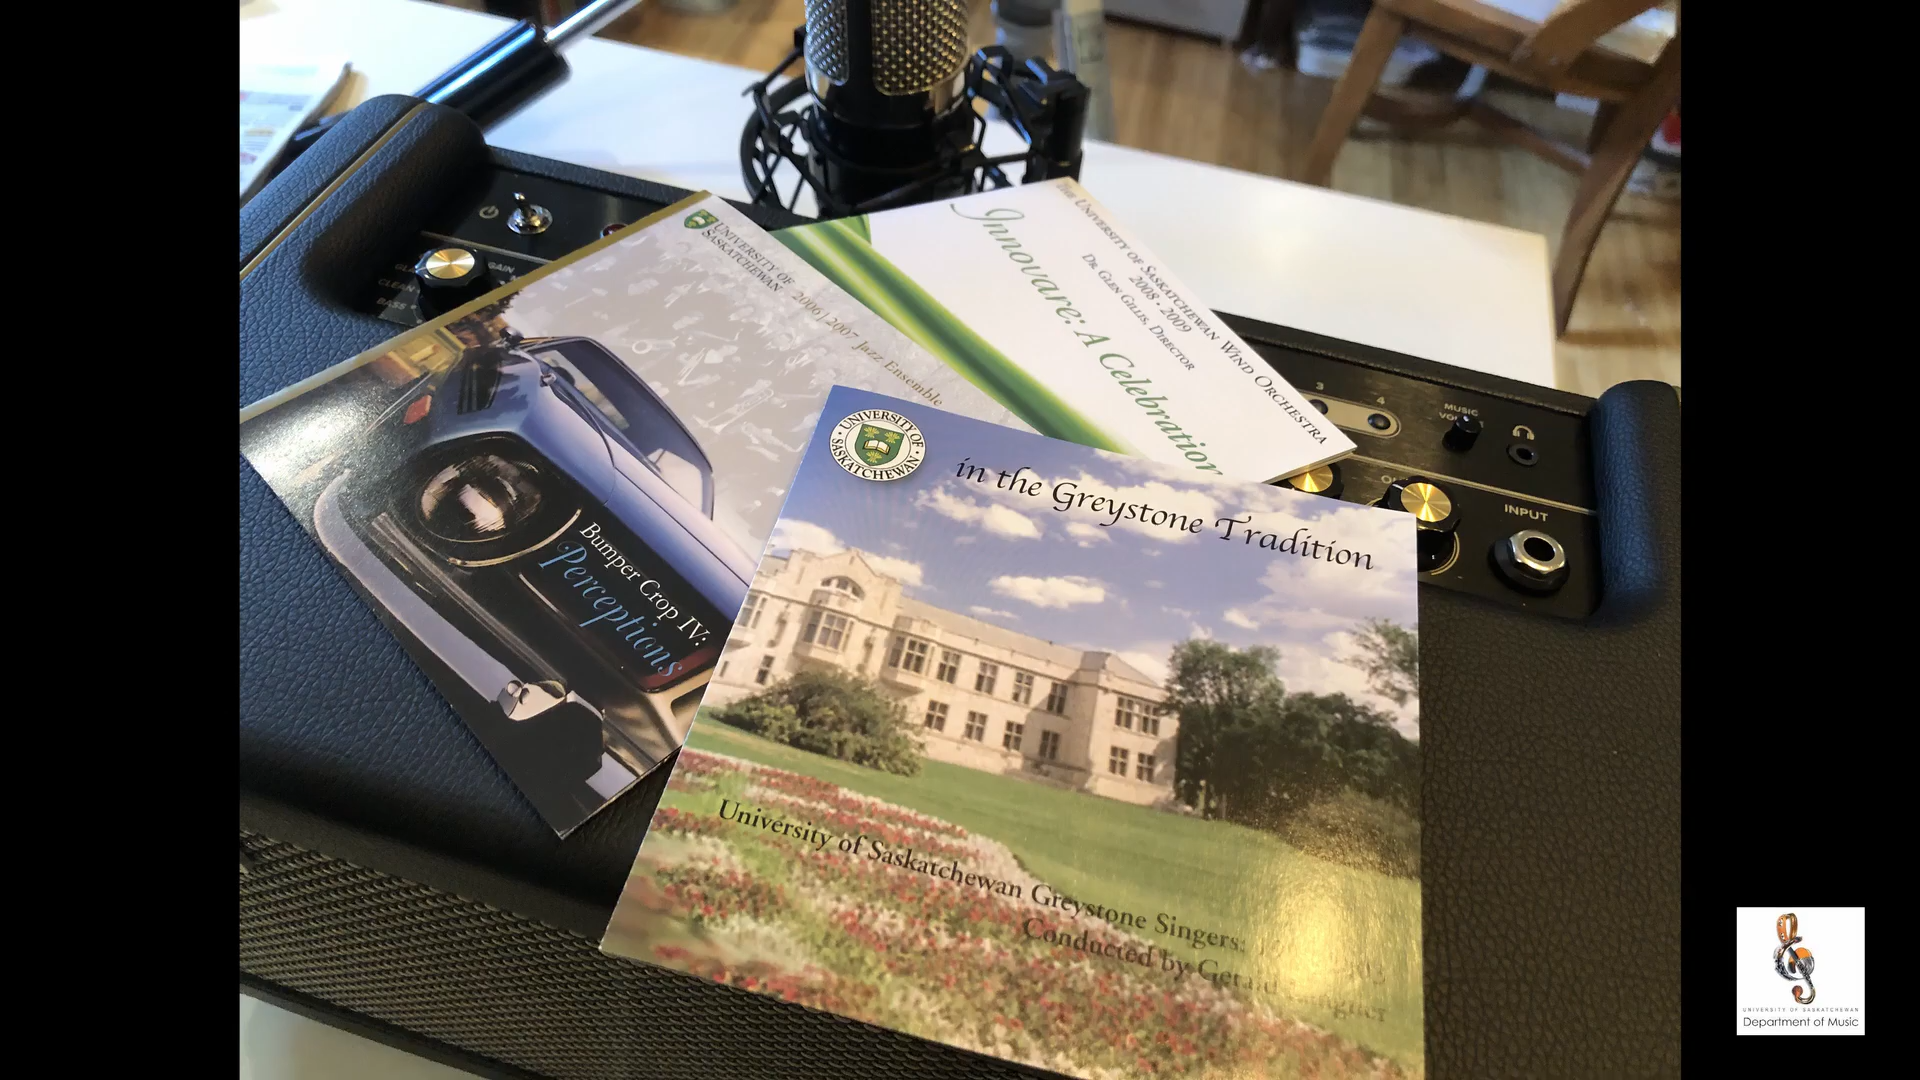 GAIN
CLEAN
BASS
UNIVERSITY OF
SASKATCHEWAN
2006 | 2007 Jazz Ensemble
Bumper Crop IV:
Perceptions
THE UNIVERSITY OF SASKATCHEWAN WIND ORCHESTRA
2008 - 2009
DR. GLEN GILLIS, DIRECTOR
Innovare: A Celebration
3
4
MUSIC
INPUT
UNIVERSITY OF
SASKATCHEWAN
in the Greystone Tradition
University of Saskatchewan Greystone Singers:
Conducted by Gerald
UNIVERSITY OF SASKATCHEWAN
Department of Music